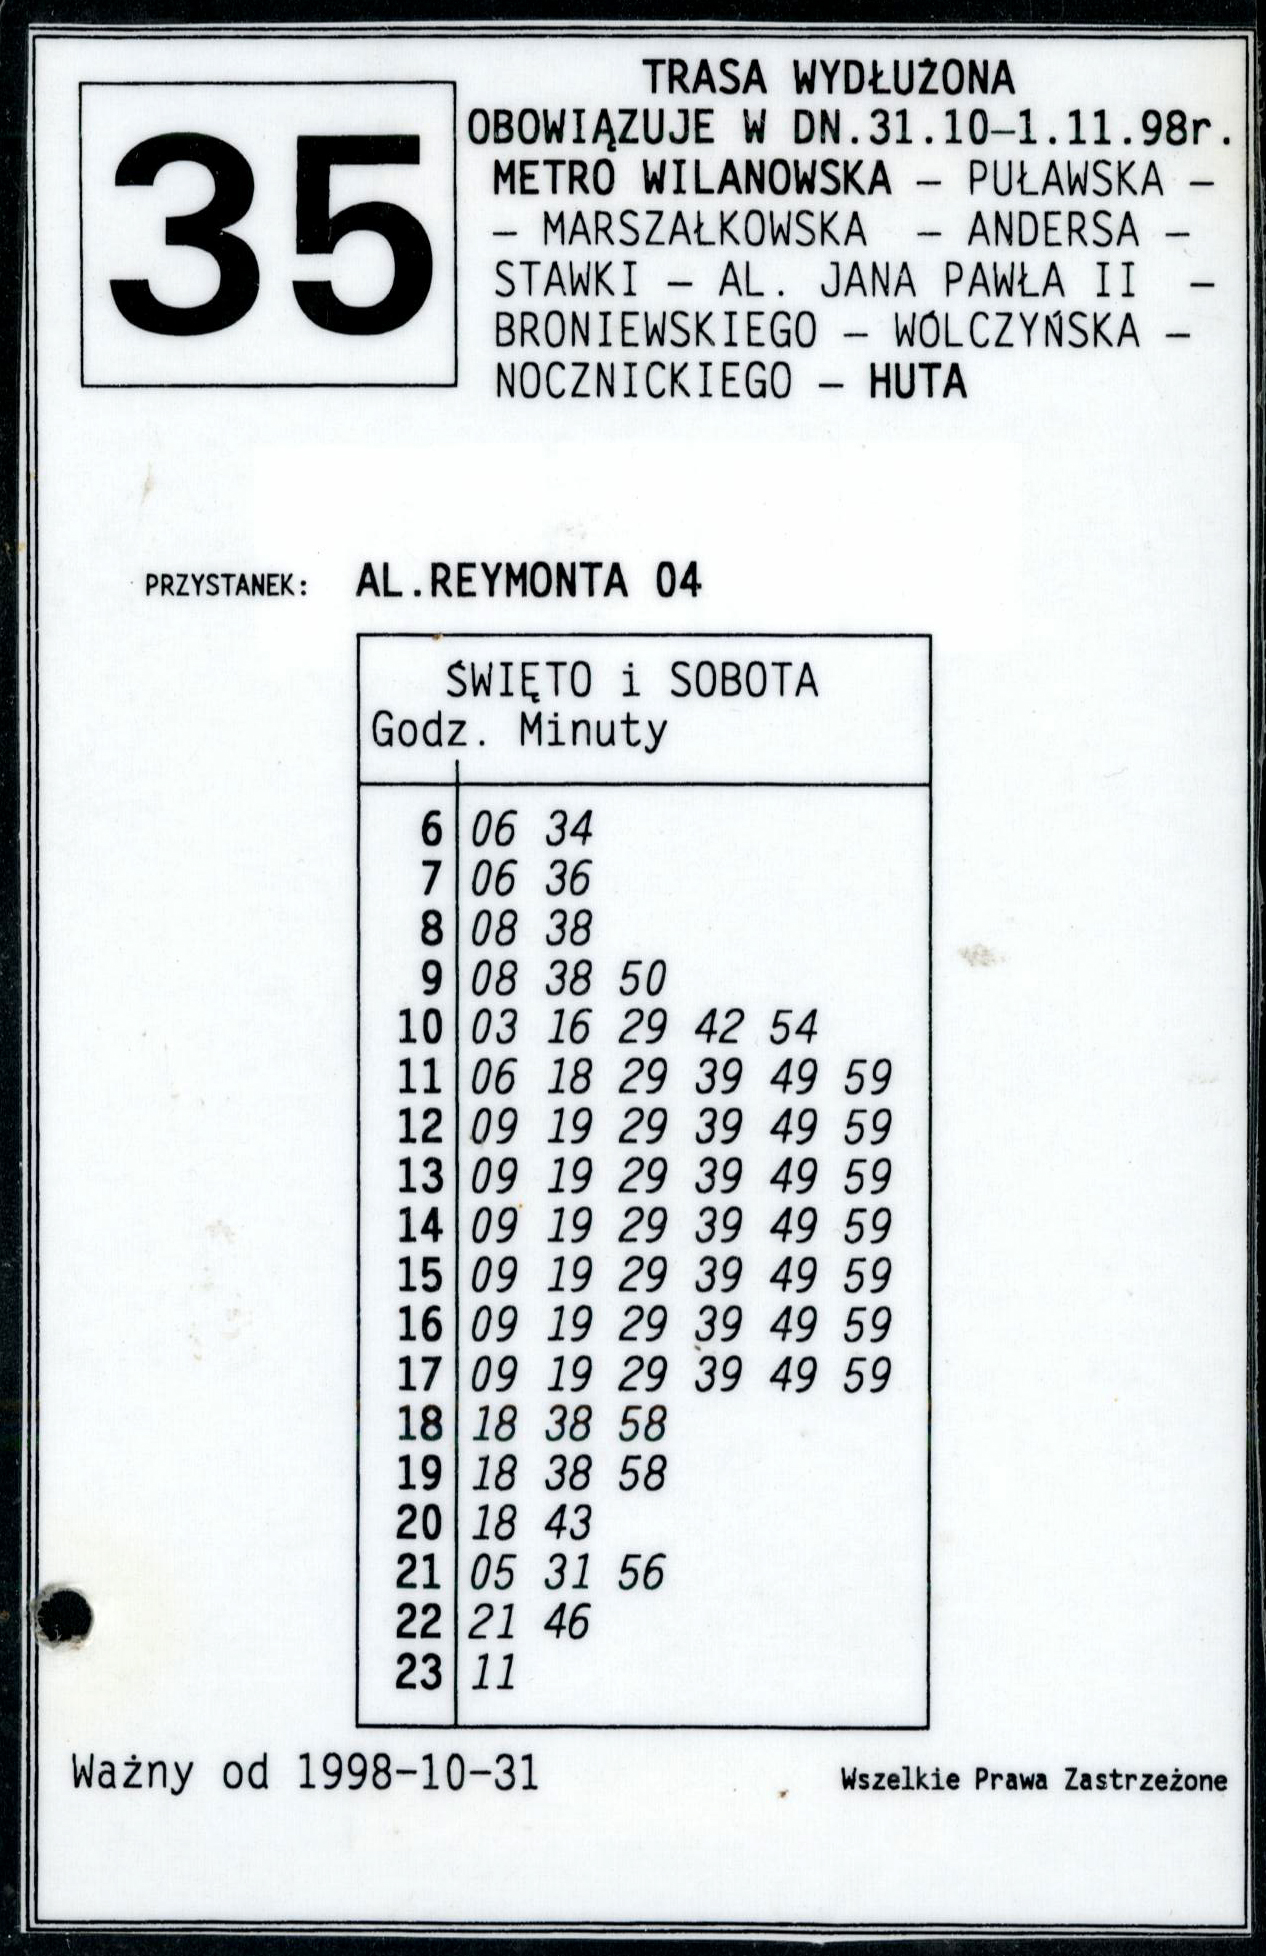 35
TRASA WYDŁUŻONA
OBOWIĄZUJE W DN.31.10-1.11.98r.
METRO WILANOWSKA - PUŁAWSKA -
- MARSZAŁKOWSKA - ANDERSA -
STAWKI - AL. JANA PAWŁA II -
BRONIEWSKIEGO - WÓLCZYŃSKA -
NOCZNICKIEGO - HUTA
PRZYSTANEK: AL.REYMONTA 04
ŚWIĘTO i SOBOTA
Godz. Minuty
6 06 34
7 06 36
8 08 38
9 08 38 50
10 03 16 29 42 54
11 06 18 29 39 49 59
12 09 19 29 39 49 59
13 09 19 29 39 49 59
14 09 19 29 39 49 59
15 09 19 29 39 49 59
16 09 19 29 39 49 59
17 09 19 29 39 49 59
18 18 38 58
19 18 38 58
20 18 43
21 05 31 56
22 21 46
23 11
Ważny od 1998-10-31
Wszelkie Prawa Zastrzeżone